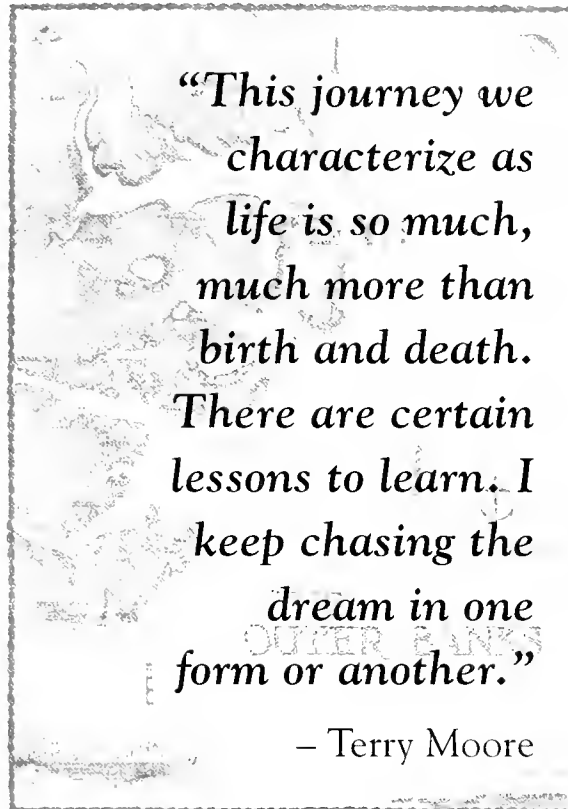 “This journey we
characterize as
life is so much,
much more than
birth and death.
There are certain
lessons to learn. I
keep chasing the
dream in one
OUTER BANKS
form or another.”
– Terry Moore